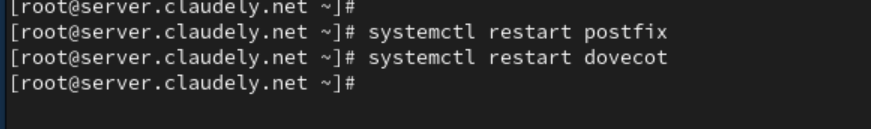 [root@server.claudely.net ~]#
[root@server.claudely.net ~]# systemctl restart postfix
[root@server.claudely.net ~]# systemctl restart dovecot
[root@server.claudely.net ~]#